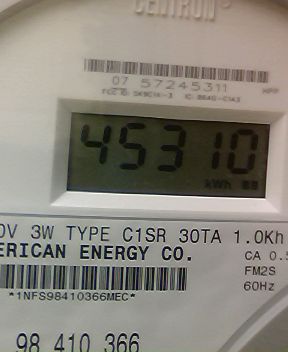 CENTRON®
07 57245311
45310
kWh
0V 3W TYPE C1SR 30TA 1.0Kh
ERICAN ENERGY CO.
CA 0.5
FM2S
*1NFS98410366MEC*
60Hz
98 410 366